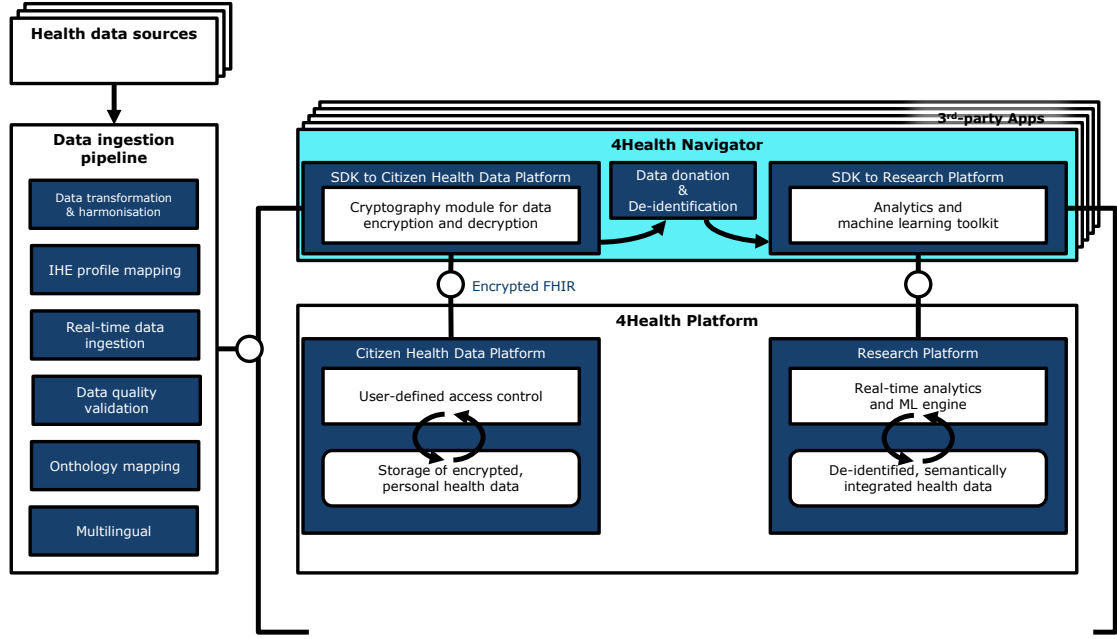 Health data sources
Data ingestion
pipeline
Data transformation
& harmonisation
IHE profile mapping
Real-time data
ingestion
Data quality
validation
Onthology mapping
Multilingual
3rd-party Apps
4Health Navigator
SDK to Citizen Health Data Platform
Cryptography module for data
encryption and decryption
Data donation
&
De-identification
SDK to Research Platform
Analytics and
machine learning toolkit
Encrypted FHIR
4Health Platform
Citizen Health Data Platform
User-defined access control
Storage of encrypted,
personal health data
Research Platform
Real-time analytics
and ML engine
De-identified, semantically
integrated health data